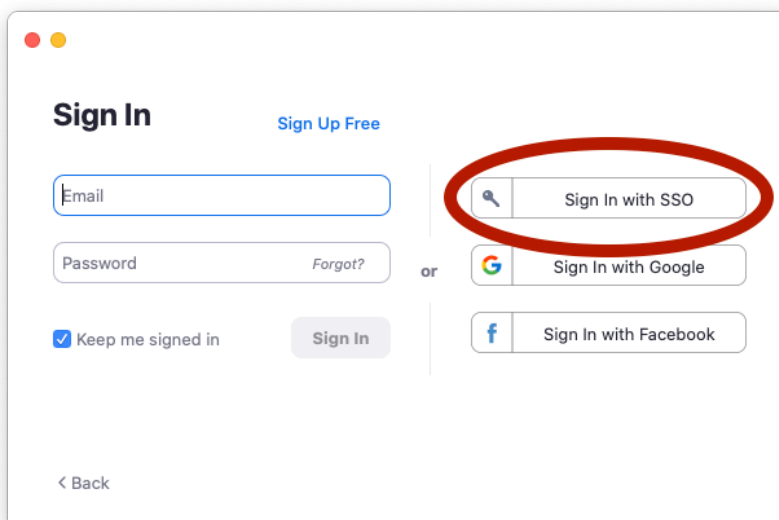 Sign In
Sign Up Free
Email
Password
Forgot?
Keep me signed in
Sign In
or
Sign In with SSO
Sign In with Google
Sign In with Facebook
Back